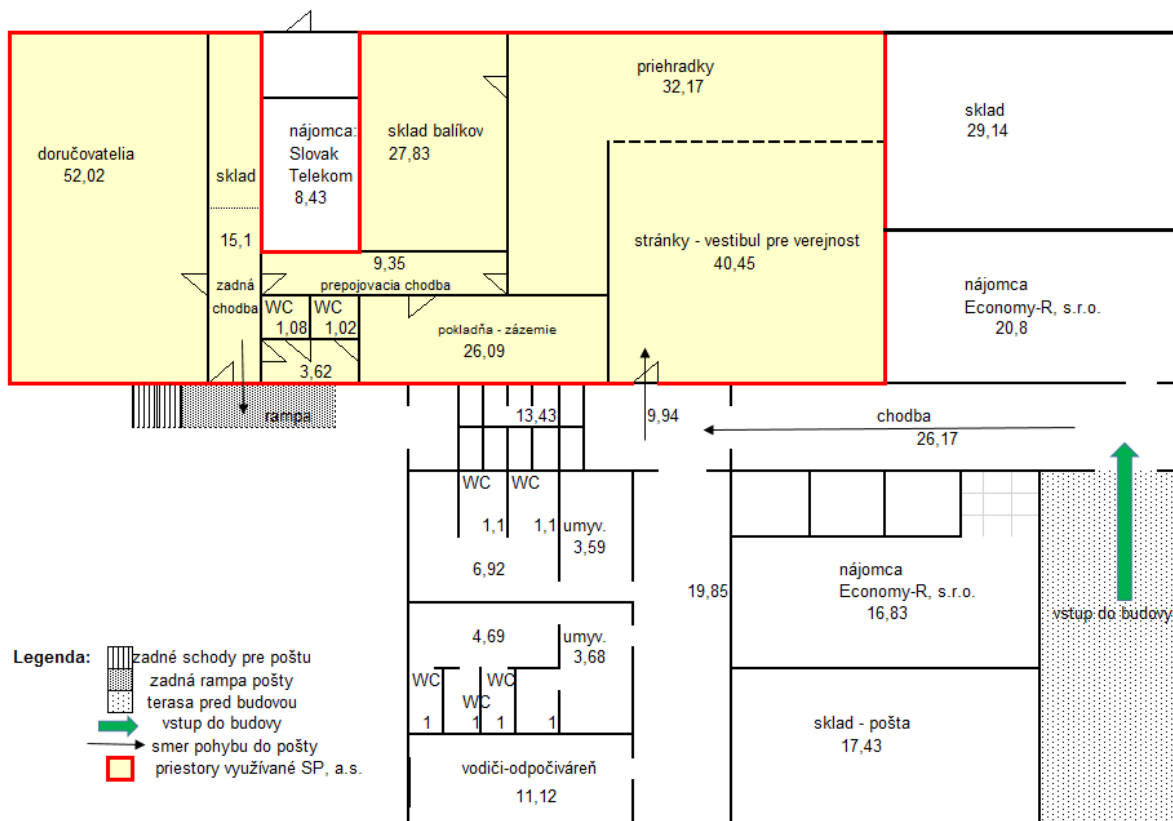 doručovatelia
52,02
sklad
15,1
zadná
chodba
nájomca:
Slovak
Telekom
8,43
sklad balíkov
27,83
priehradky
32,17
stránky - vestibul pre verejnosť
40,45
sklad
29,14
nájomca
Economy-R, s.r.o.
20,8
9,35
prepojovacia chodba
WC
1,08
WC
1,02
3,62
pokladňa - zázemie
26,09
rampa
13,43
9,94
chodba
26,17
WC
1,1
WC
1,1
umyv.
3,59
6,92
19,85
nájomca
Economy-R, s.r.o.
16,83
vstup do budovy
4,69
umyv.
3,68
WC
1
WC
1
WC
1
1
sklad - pošta
17,43
vodiči-odpočiváreň
11,12
Legenda:
zadné schody pre poštu
zadná rampa pošty
terasa pred budovou
vstup do budovy
smer pohybu do pošty
priestory využívané SP, a.s.